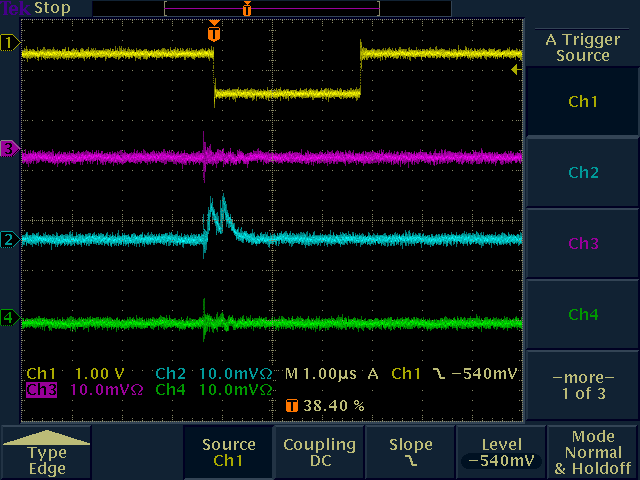 Tek Stop
T
T
1
A Trigger
Source
Ch1
3
Ch2
2
Ch3
4
Ch4
Ch1 1.00 V Ch2 10.0mVΩ M 1.00µs A Ch1 ⤵ −540mV
Ch3 10.0mVΩ Ch4 10.0mVΩ
T 38.40 %
−more−
1 of 3
Type
Edge
Source
Ch1
Coupling
DC
Slope
Level
−540mV
Mode
Normal
& Holdoff